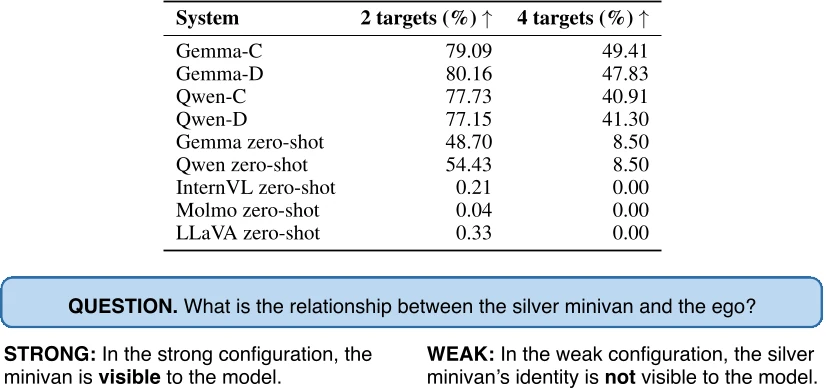 System 2 targets (%) ↑ 4 targets (%) ↑
Gemma-C 79.09 49.41
Gemma-D 80.16 47.83
Qwen-C 77.73 40.91
Qwen-D 77.15 41.30
Gemma zero-shot 48.70 8.50
Qwen zero-shot 54.43 8.50
InternVL zero-shot 0.21 0.00
Molmo zero-shot 0.04 0.00
LLaVA zero-shot 0.33 0.00
QUESTION. What is the relationship between the silver minivan and the ego?
STRONG: In the strong configuration, the
minivan is visible to the model.
WEAK: In the weak configuration, the silver
minivan's identity is not visible to the model.